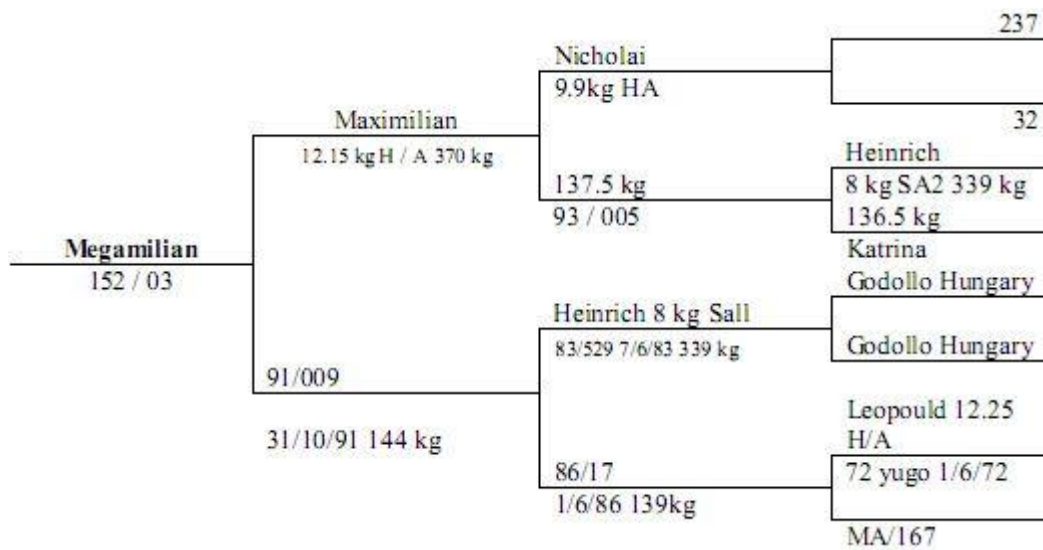 237
Nicholai
9.9kg HA
32
Maximilian
12.15 kg H / A 370 kg
Heinrich
8 kg SA2 339 kg
137.5 kg
93 / 005
136.5 kg
Katrina
Megamilian
152 / 03
Godollo Hungary
Heinrich 8 kg Sall
83/529 7/6/83 339 kg
Godollo Hungary
91/009
31/10/91 144 kg
Leopould 12.25
H/A
86/17
1/6/86 139kg
72 yugo 1/6/72
MA/167